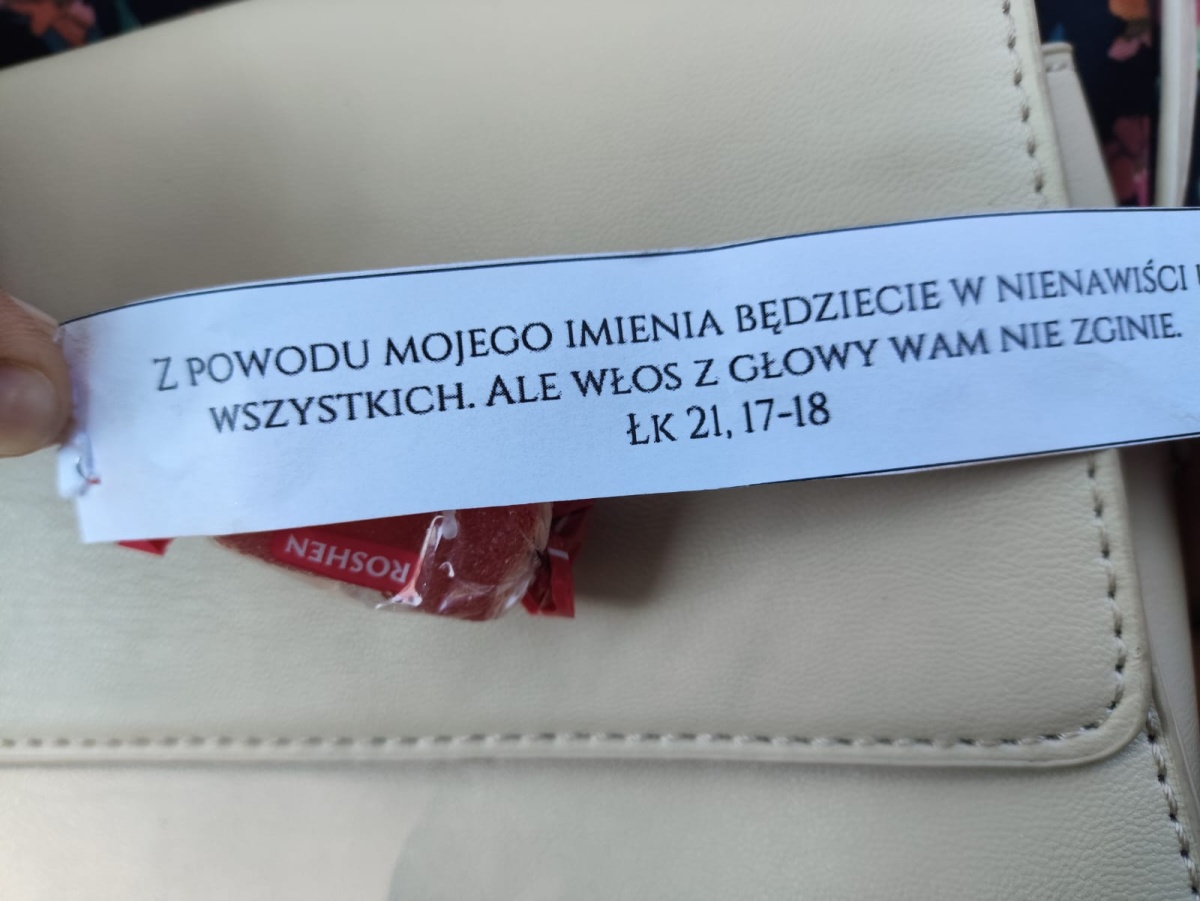 Z POWODU MOJEGO IMIENIA BĘDZIECIE W NIENAWIŚCI
WSZYSTKICH. ALE WŁOS Z GŁOWY WAM NIE ZGINIE.
ŁK 21, 17-18
ROSHEN